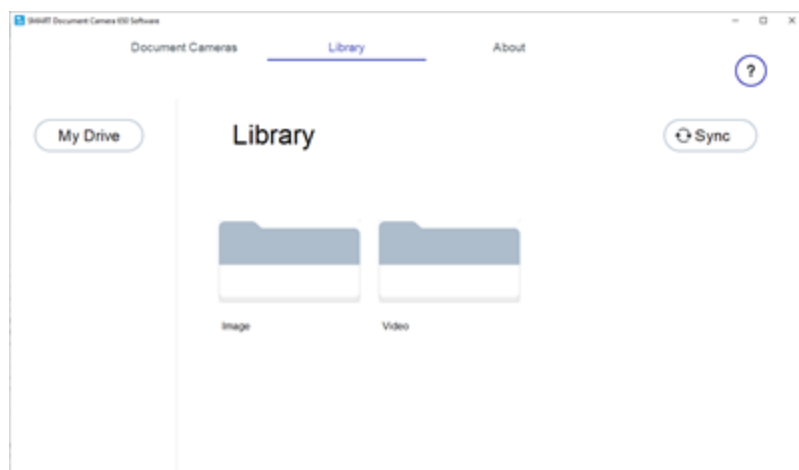 SMART Document Camera 650 Software
Document Cameras
Library
About
?
My Drive
Library
Sync
Image
Video